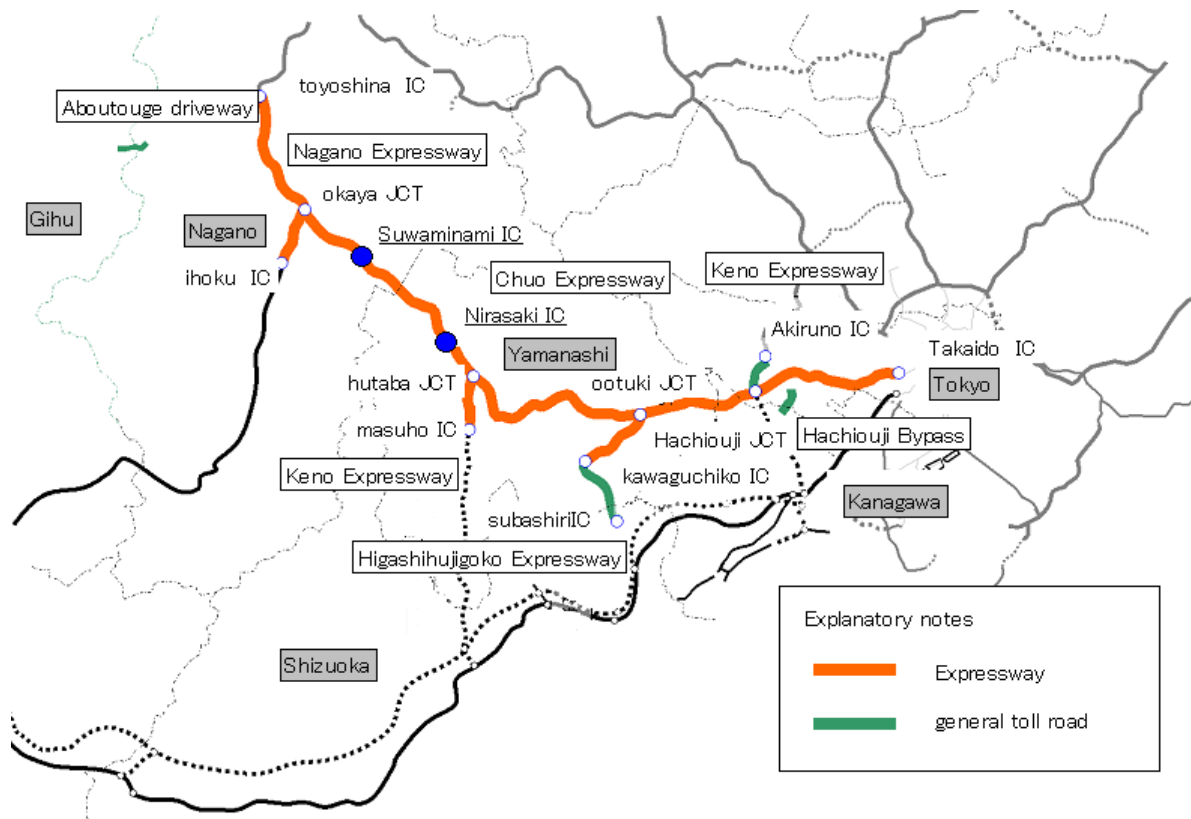 toyoshina IC
Aboutouge driveway
Nagano Expressway
okaya JCT
Gihu
Nagano
Suwaminami IC
ihoku IC
Chuo Expressway
Keno Expressway
Nirasaki IC
Akiruno IC
Yamanashi
Takaido IC
hutaba JCT
ootuki JCT
Tokyo
masuho IC
Hachiouji JCT
Hachiouji Bypass
Keno Expressway
kawaguchiko IC
Kanagawa
subashiriIC
Higashihujigoko Expressway
Explanatory notes
Shizuoka
Expressway
general toll road